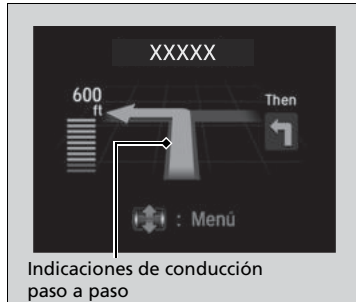 XXXXX
600
ft
Then
: Menú
Indicaciones de conducción
paso a paso